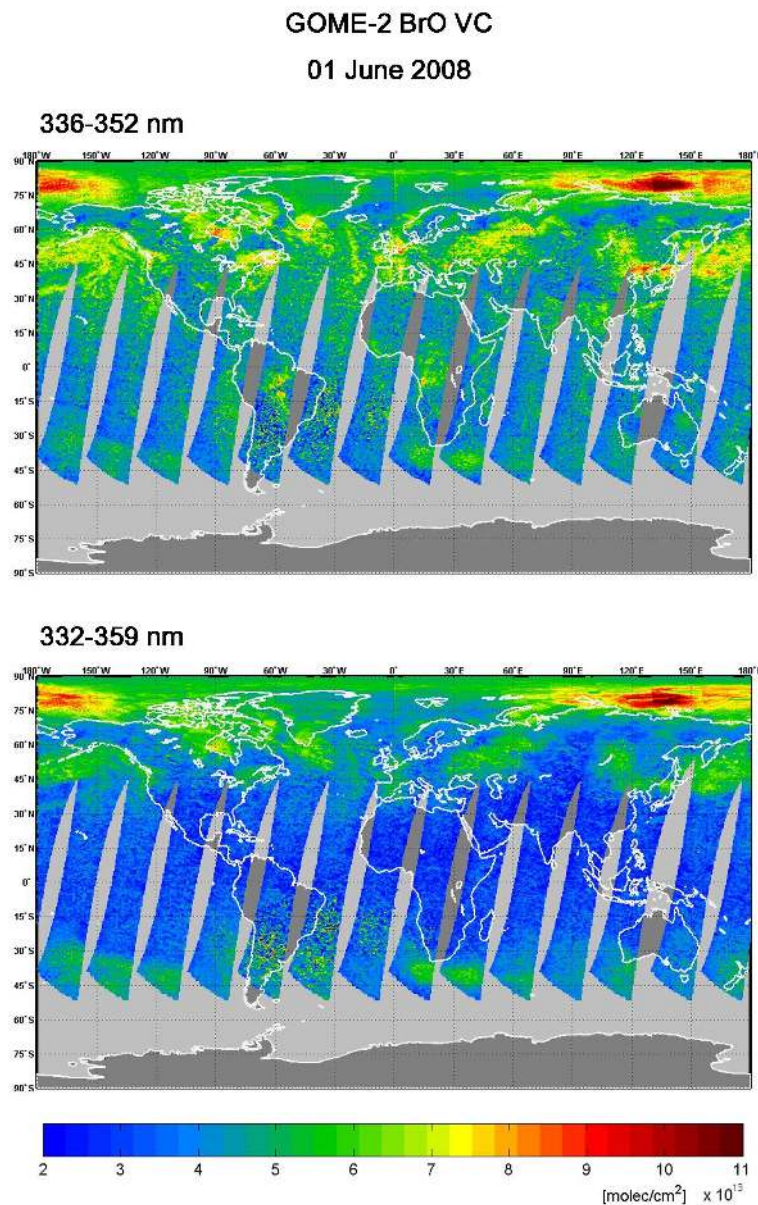 GOME-2 BrO VC
01 June 2008
336-352 nm
180°W 150°W 120°W 90°W 60°W 30°W 0° 30°E 60°E 90°E 120°E 150°E 180°E
90°N
75°N
60°N
45°N
30°N
15°N
0°
15°S
30°S
45°S
60°S
75°S
90°S
332-359 nm
180°W 150°W 120°W 90°W 60°W 30°W 0° 30°E 60°E 90°E 120°E 150°E 180°E
90°N
75°N
60°N
45°N
30°N
15°N
0°
15°S
30°S
45°S
60°S
75°S
90°S
2 3 4 5 6 7 8 9 10 11
[molec/cm²] x 10¹³